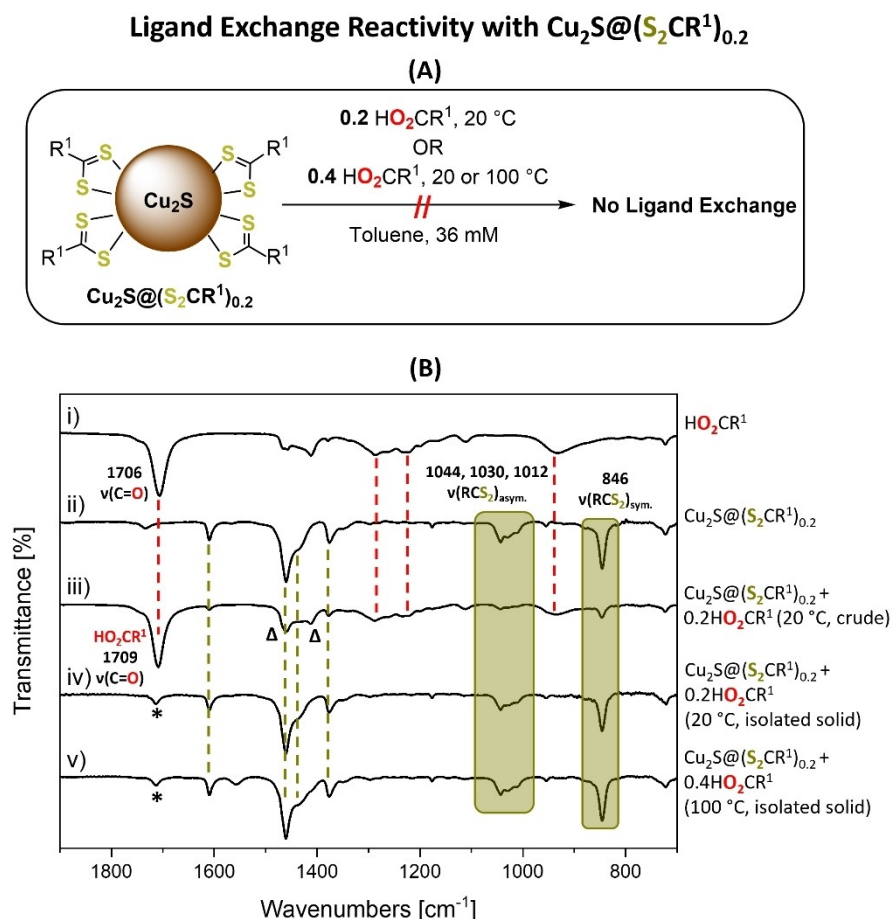 Ligand Exchange Reactivity with Cu₂S@(S₂CR¹)₀.₂
(A)
R¹ S S S S R¹
Cu₂S
R¹ S S S S R¹
Cu₂S@(S₂CR¹)₀.₂
0.2 HO₂CR¹, 20 °C
OR
0.4 HO₂CR¹, 20 or 100 °C
Toluene, 36 mM
No Ligand Exchange
(B)
i)
HO₂CR¹
1706
ν(C=O)
1044, 1030, 1012
ν(RCS₂)asym.
846
ν(RCS₂)sym.
ii)
Cu₂S@(S₂CR¹)₀.₂
iii)
Cu₂S@(S₂CR¹)₀.₂ +
0.2HO₂CR¹ (20 °C, crude)
Δ Δ
HO₂CR¹
1709
ν(C=O)
iv)
*
Cu₂S@(S₂CR¹)₀.₂ +
0.2HO₂CR¹
(20 °C, isolated solid)
v)
*
Cu₂S@(S₂CR¹)₀.₂ +
0.4HO₂CR¹
(100 °C, isolated solid)
Transmittance [%]
1800 1600 1400 1200 1000 800
Wavenumbers [cm⁻¹]